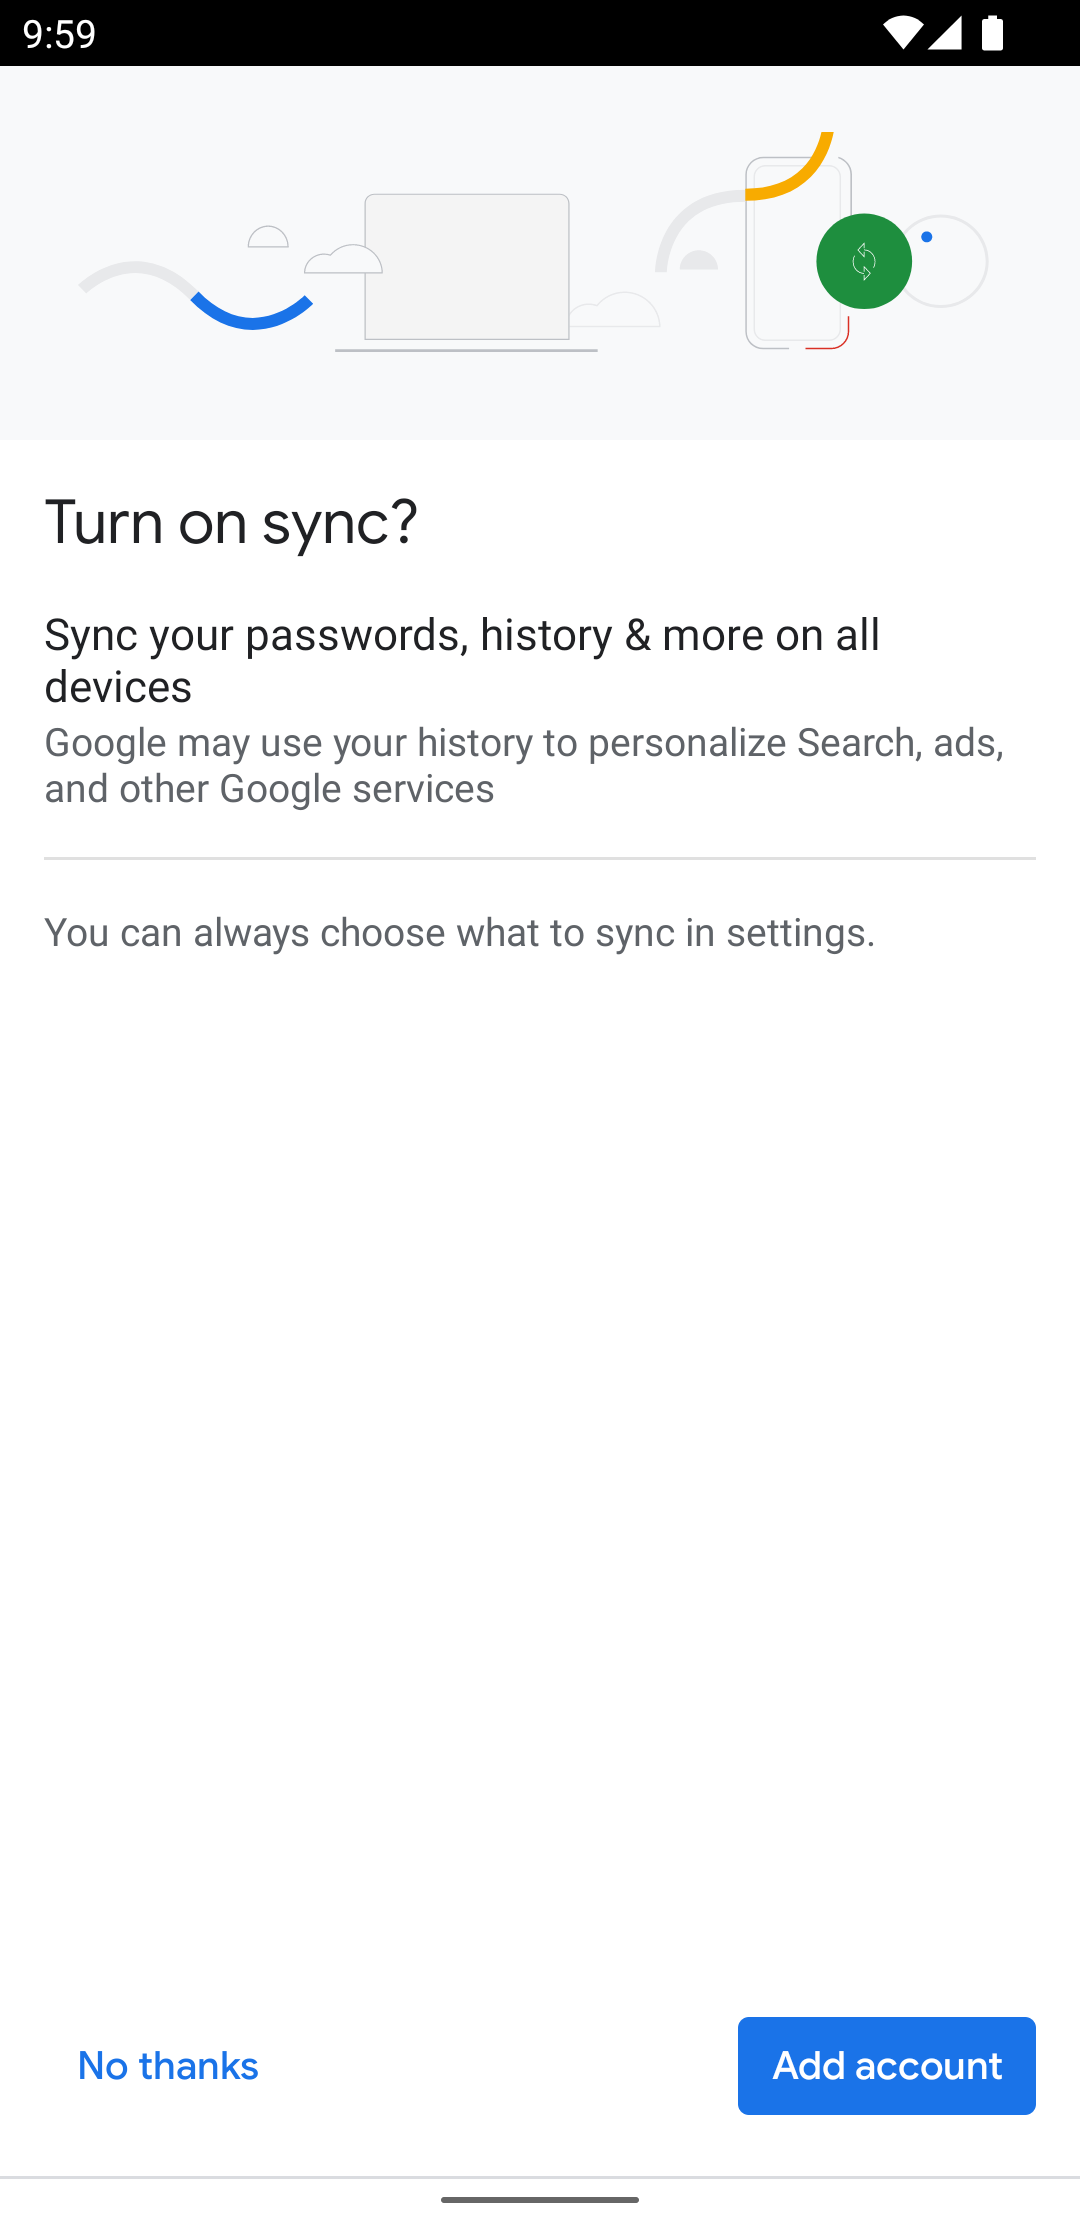 9:59
Turn on sync?
Sync your passwords, history & more on all
devices
Google may use your history to personalize Search, ads,
and other Google services
You can always choose what to sync in settings.
No thanks
Add account